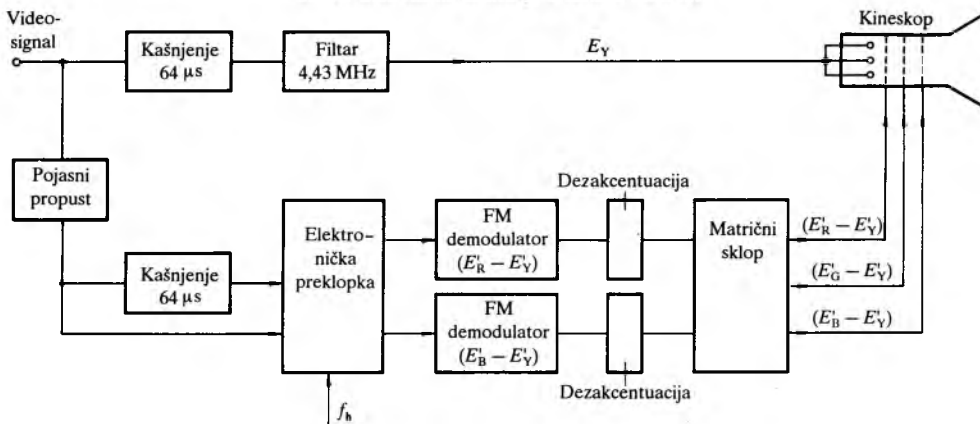 Video-
signal
Kašnjenje
64 μs
Filtar
4,43 MHz
E_Y
Kineskop
Pojasni
propust
Kašnjenje
64 μs
Elektro-
nička
preklopka
f_h
FM
demodulator
(E'_R − E'_Y)
FM
demodulator
(E'_B − E'_Y)
Dezakcentuacija
Dezakcentuacija
Matrični
sklop
(E'_R − E'_Y)
(E'_G − E'_Y)
(E'_B − E'_Y)